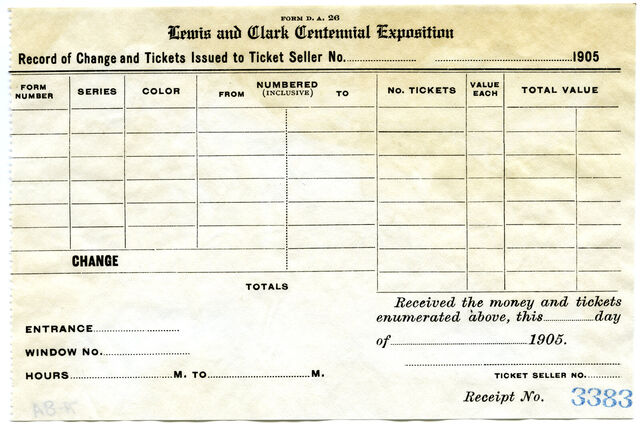 FORM D. A. 26
Lewis and Clark Centennial Exposition
Record of Change and Tickets Issued to Ticket Seller No. 1905
FORM NUMBER SERIES COLOR FROM NUMBERED (INCLUSIVE) TO No. TICKETS VALUE EACH TOTAL VALUE
CHANGE
TOTALS
Received the money and tickets
enumerated above, this day
of 1905.
ENTRANCE
WINDOW No.
HOURS M. TO M.
TICKET SELLER NO.
Receipt No. 3383